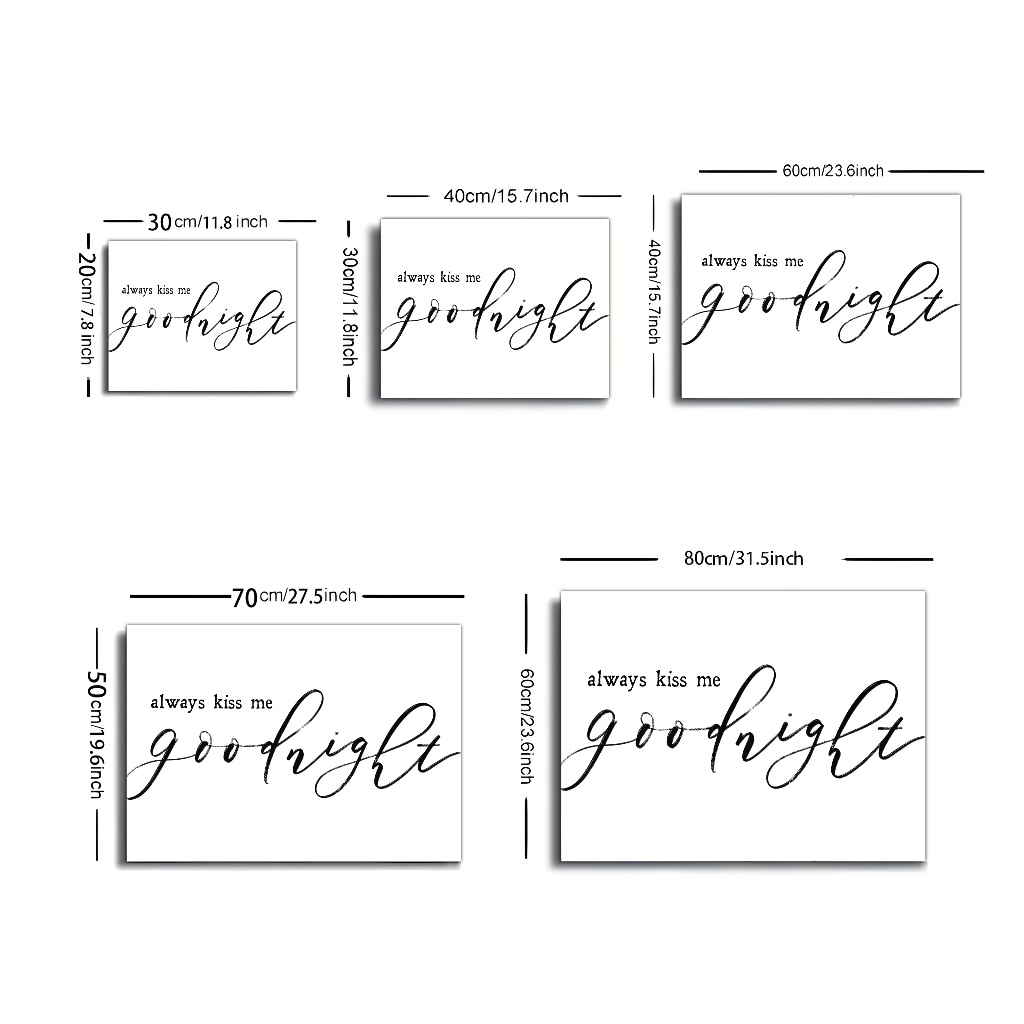 30cm/11.8 inch
20cm/ 7.8 inch
always kiss me
goodnight
40cm/15.7inch
30cm/11.8inch
always kiss me
goodnight
60cm/23.6inch
40cm/15.7inch
always kiss me
goodnight
70cm/27.5inch
50cm/19.6inch
always kiss me
goodnight
80cm/31.5inch
60cm/23.6inch
always kiss me
goodnight